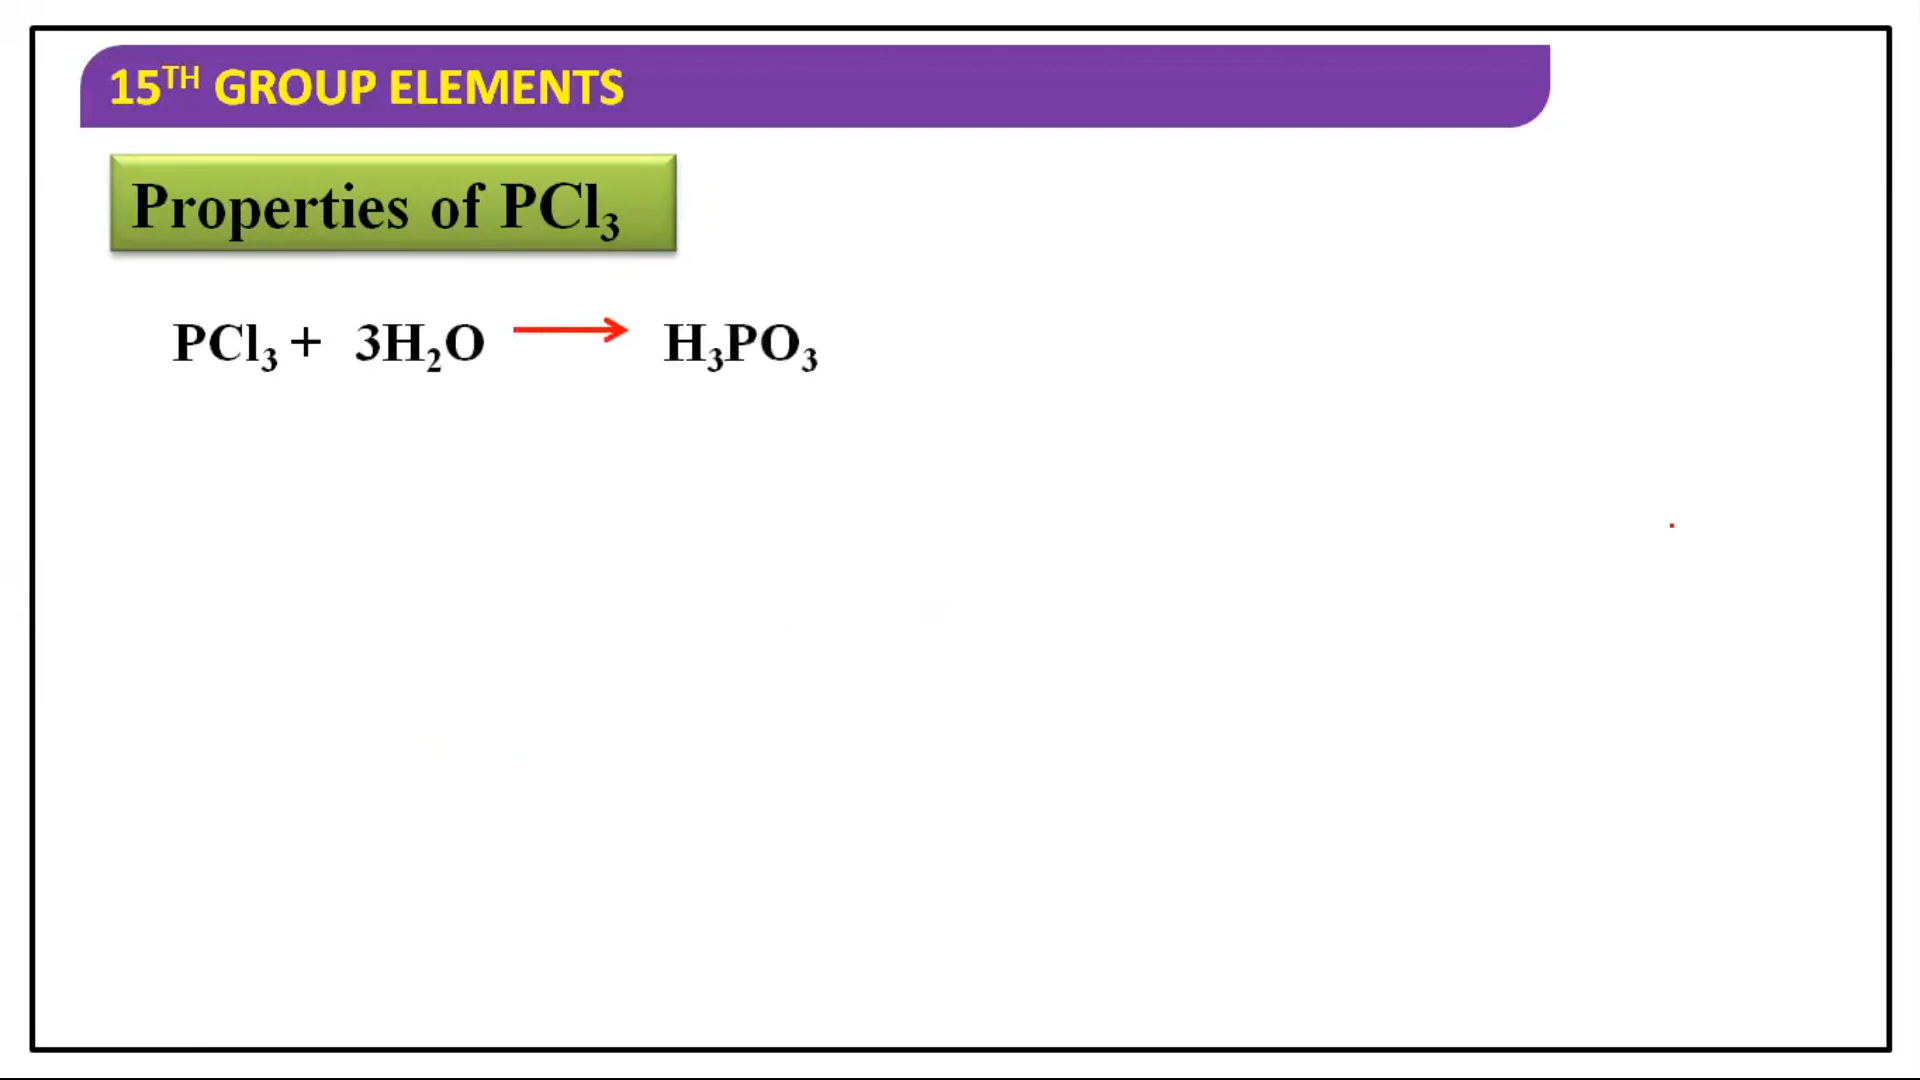 15TH GROUP ELEMENTS
Properties of PCl₃
PCl₃ + 3H₂O ⟶ H₃PO₃